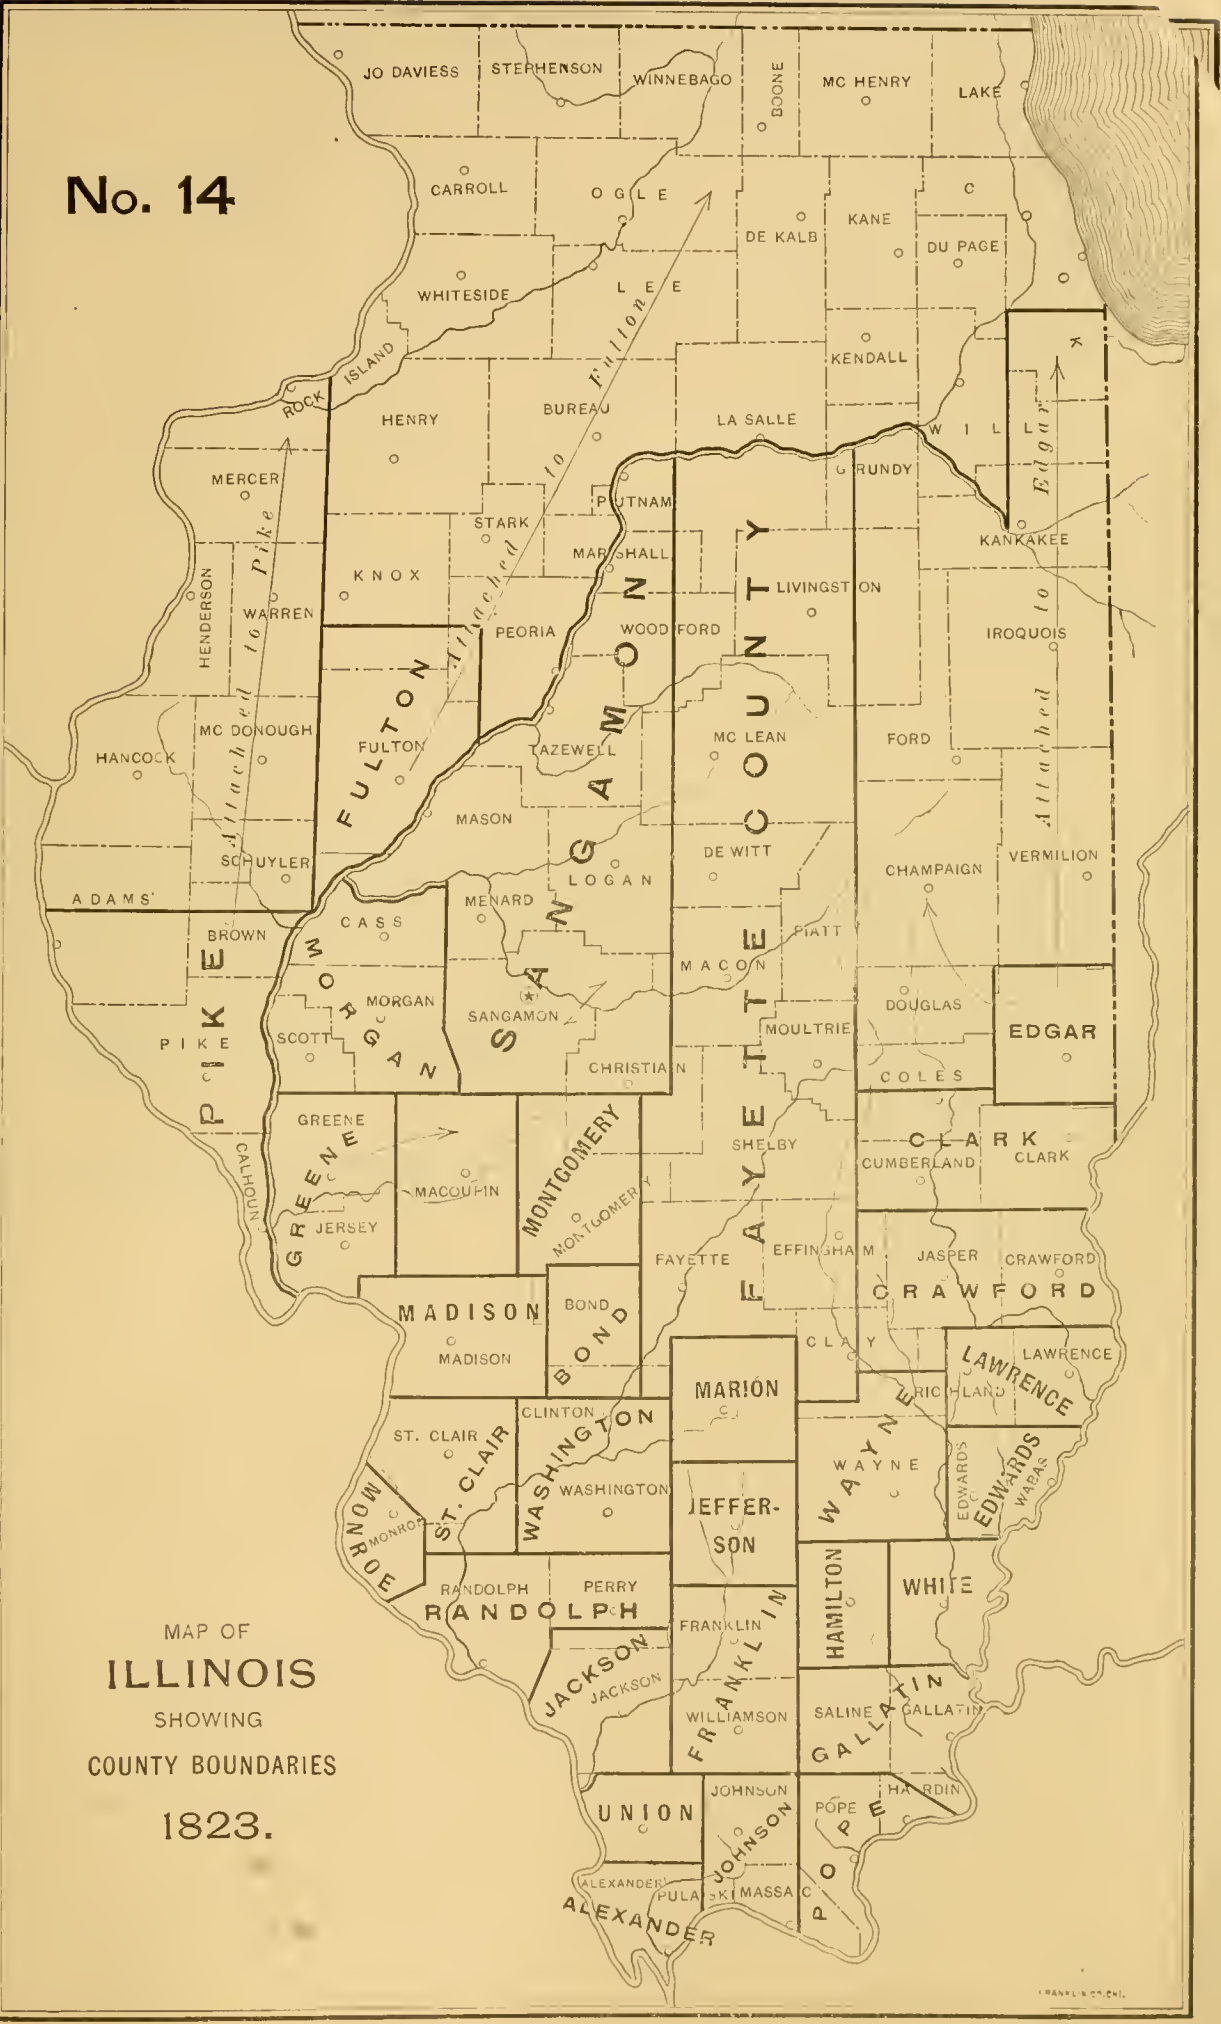 JO DAVIESS
STEPHENSON
WINNEBAGO
BOONE
MC HENRY
LAKE
No. 14
CARROLL
OGLE
DE KALB
KANE
C
DU PAGE
WHITESIDE
LEE
ROCK ISLAND
KENDALL
K
HENRY
BUREAU
LA SALLE
WILL
GRUNDY
MERCER
PUTNAM
STARK
MARSHALL
KANKAKEE
KNOX
LIVINGSTON
HENDERSON
WARREN
PEORIA
WOODFORD
IROQUOIS
Attached to Pike
Attached to Fulton
Attached to Edgar
MC DONOUGH
HANCOCK
FULTON
FULTON
TAZEWELL
MC LEAN
FORD
MASON
SCHUYLER
DE WITT
CHAMPAIGN
VERMILION
LOGAN
ADAMS
MENARD
CASS
BROWN
PIATT
MACON
SANGAMON
FAYETTE COUNTY
PIKE
PIKE
MORGAN
MORGAN
SCOTT
SANGAMON
CHRISTIAN
MOULTRIE
DOUGLAS
EDGAR
COLES
GREENE
GREENE
CALHOUN
MACOUPIN
MONTGOMERY
MONTGOMERY
SHELBY
CLARK
CUMBERLAND
CLARK
JERSEY
FAYETTE
EFFINGHAM
JASPER
CRAWFORD
CRAWFORD
MADISON
MADISON
BOND
BOND
CLAY
MARION
LAWRENCE
LAWRENCE
RICHLAND
CLINTON
ST. CLAIR
ST. CLAIR
WASHINGTON
WASHINGTON
JEFFER-
SON
WAYNE
WAYNE
EDWARDS
EDWARDS
WABAS
MONROE
MONROE
RANDOLPH
PERRY
RANDOLPH
HAMILTON
WHITE
FRANKLIN
FRANKLIN
JACKSON
JACKSON
WILLIAMSON
SALINE
GALLATIN
GALLATIN
HARDIN
UNION
JOHNSON
JOHNSON
POPE
POPE
ALEXANDER
ALEXANDER
PULASKI
MASSAC
MAP OF
ILLINOIS
SHOWING
COUNTY BOUNDARIES
1823.